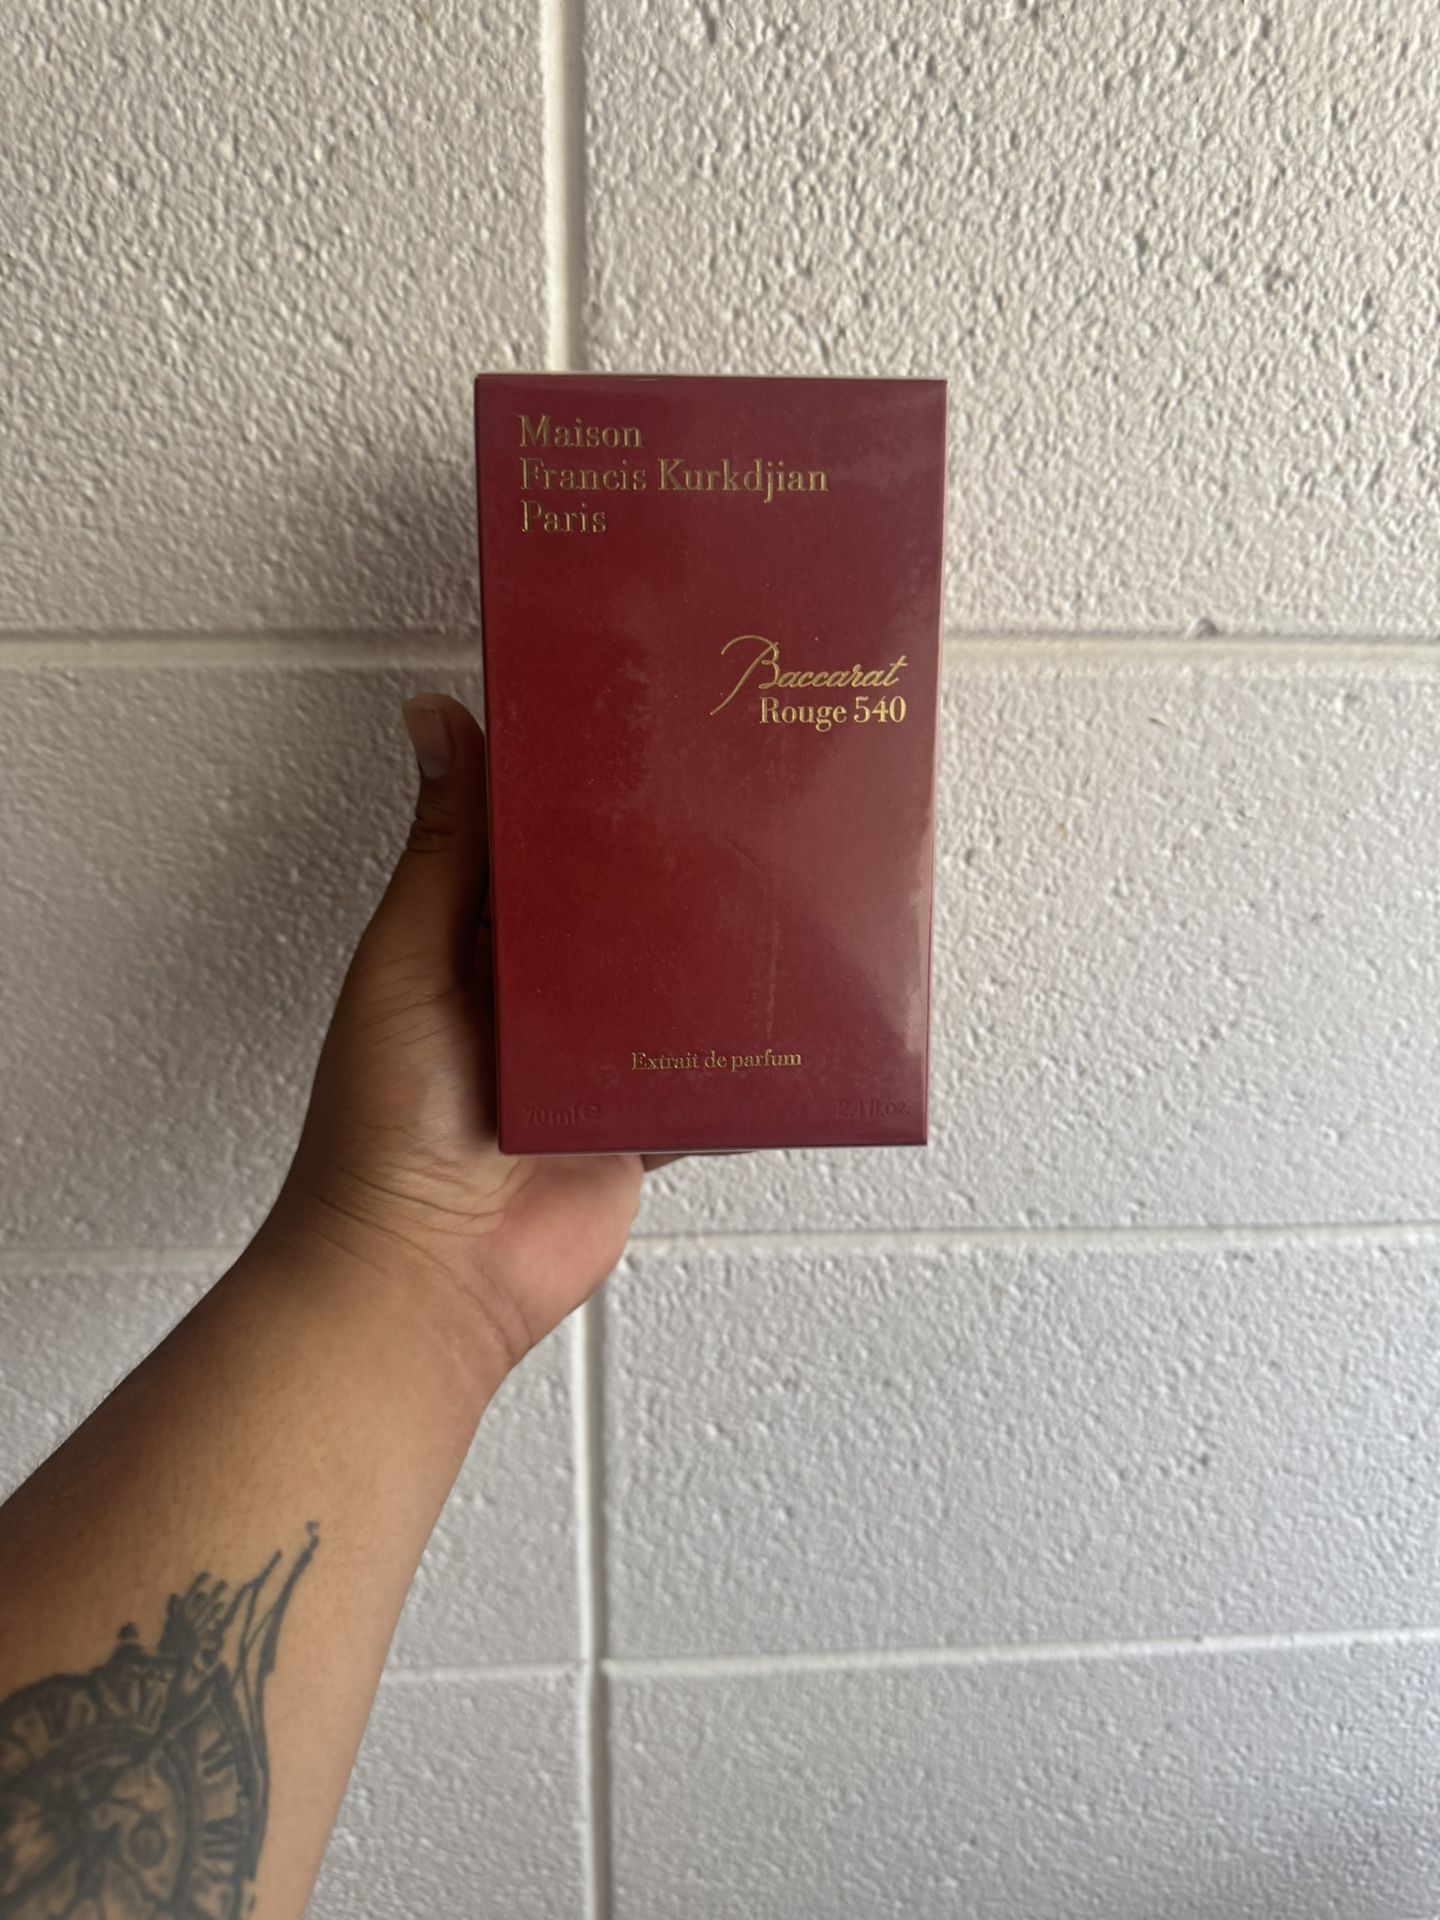 Maison
Francis Kurkdjian
Paris
Baccarat
Rouge 540
Extrait de parfum
70 ml ℮ 2.4 fl.oz.